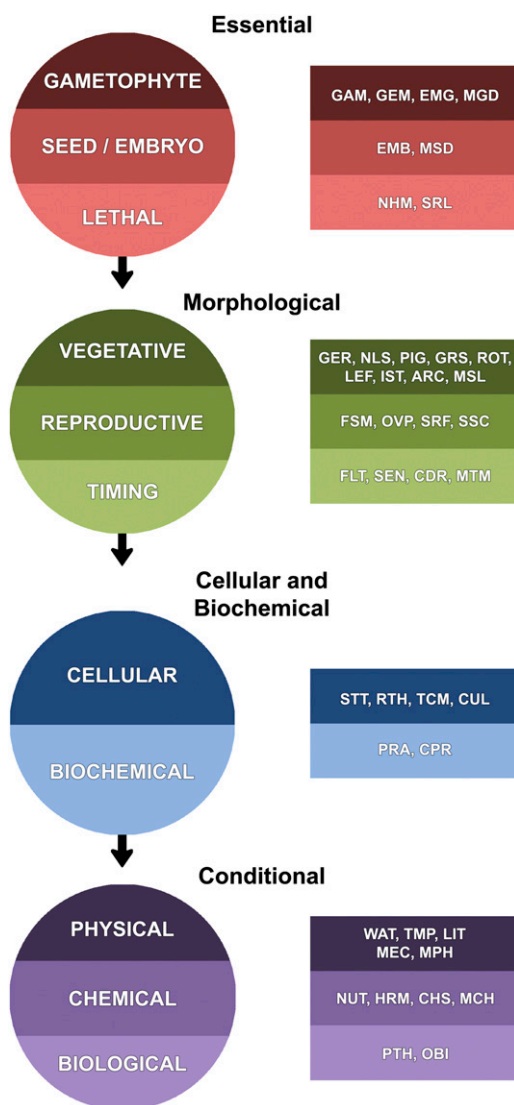 Essential
GAMETOPHYTE
GAM, GEM, EMG, MGD
SEED / EMBRYO
EMB, MSD
LETHAL
NHM, SRL
Morphological
VEGETATIVE
GER, NLS, PIG, GRS, ROT,
LEF, IST, ARC, MSL
REPRODUCTIVE
FSM, OVP, SRF, SSC
TIMING
FLT, SEN, CDR, MTM
Cellular and
Biochemical
CELLULAR
STT, RTH, TCM, CUL
BIOCHEMICAL
PRA, CPR
Conditional
PHYSICAL
WAT, TMP, LIT
MEC, MPH
CHEMICAL
NUT, HRM, CHS, MCH
BIOLOGICAL
PTH, OBI